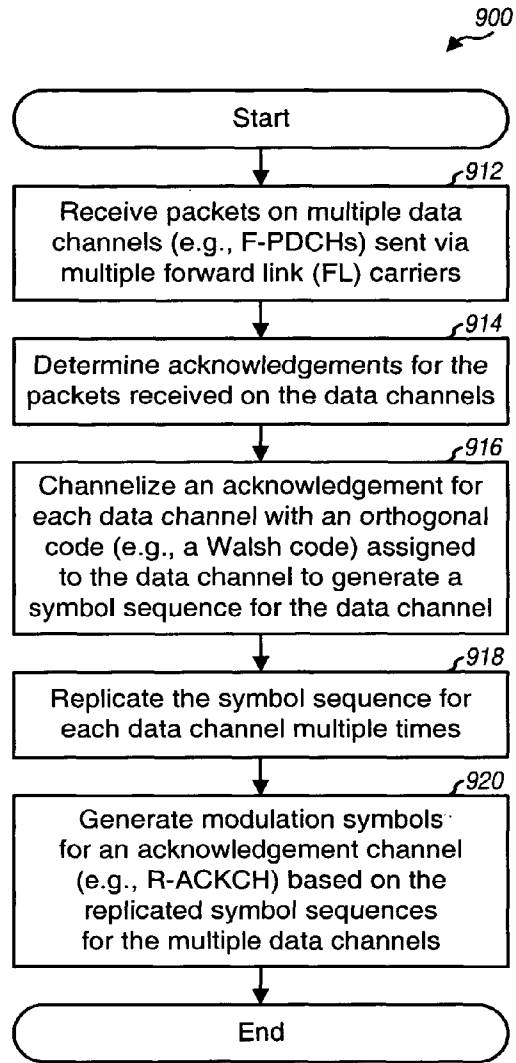 900
Start
912
Receive packets on multiple data
channels (e.g., F-PDCHs) sent via
multiple forward link (FL) carriers
914
Determine acknowledgements for the
packets received on the data channels
916
Channelize an acknowledgement for
each data channel with an orthogonal
code (e.g., a Walsh code) assigned
to the data channel to generate a
symbol sequence for the data channel
918
Replicate the symbol sequence for
each data channel multiple times
920
Generate modulation symbols
for an acknowledgement channel
(e.g., R-ACKCH) based on the
replicated symbol sequences
for the multiple data channels
End